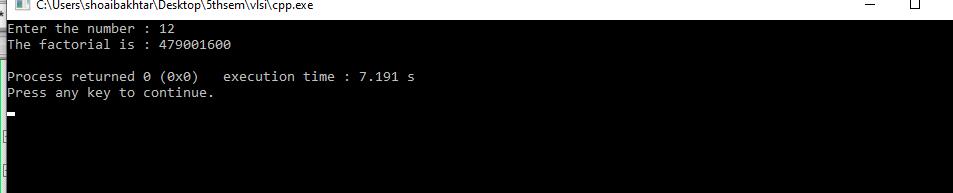 C:\Users\shoaibakhtar\Desktop\5thsem\vlsi\cpp.exe
Enter the number : 12
The factorial is : 479001600
Process returned 0 (0x0)   execution time : 7.191 s
Press any key to continue.